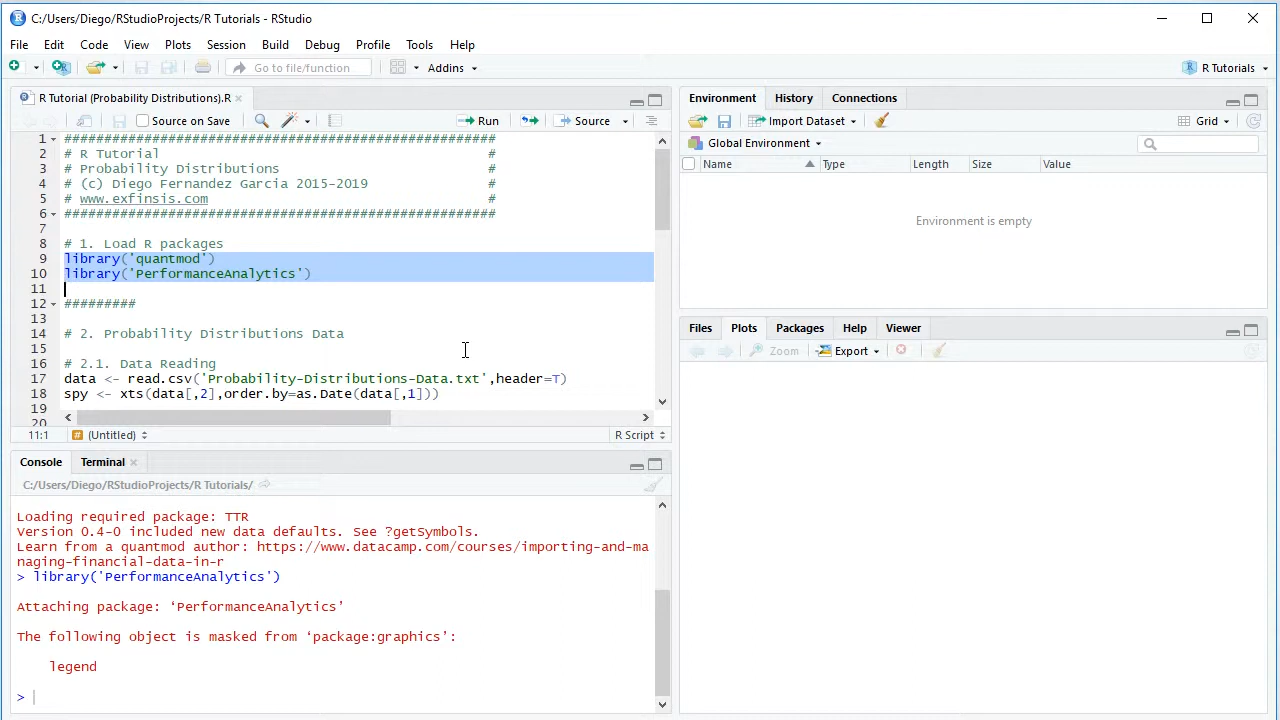 C:/Users/Diego/RStudioProjects/R Tutorials - RStudio
File Edit Code View Plots Session Build Debug Profile Tools Help
Go to file/function Addins R Tutorials
R Tutorial (Probability Distributions).R
Source on Save Run Source
1 #######################################################
2 # R Tutorial #
3 # Probability Distributions #
4 # (c) Diego Fernandez Garcia 2015-2019 #
5 # www.exfinsis.com #
6 #######################################################
7
8 # 1. Load R packages
9 library('quantmod')
10 library('PerformanceAnalytics')
11
12 #########
13
14 # 2. Probability Distributions Data
15
16 # 2.1. Data Reading
17 data <- read.csv('Probability-Distributions-Data.txt',header=T)
18 spy <- xts(data[,2],order.by=as.Date(data[,1]))
19
20
11:1 (Untitled) R Script
Console Terminal
C:/Users/Diego/RStudioProjects/R Tutorials/
Loading required package: TTR
Version 0.4-0 included new data defaults. See ?getSymbols.
Learn from a quantmod author: https://www.datacamp.com/courses/importing-and-ma
naging-financial-data-in-r
> library('PerformanceAnalytics')
Attaching package: ‘PerformanceAnalytics’
The following object is masked from ‘package:graphics’:
legend
>
Environment History Connections
Import Dataset Grid
Global Environment
Name Type Length Size Value
Environment is empty
Files Plots Packages Help Viewer
Zoom Export